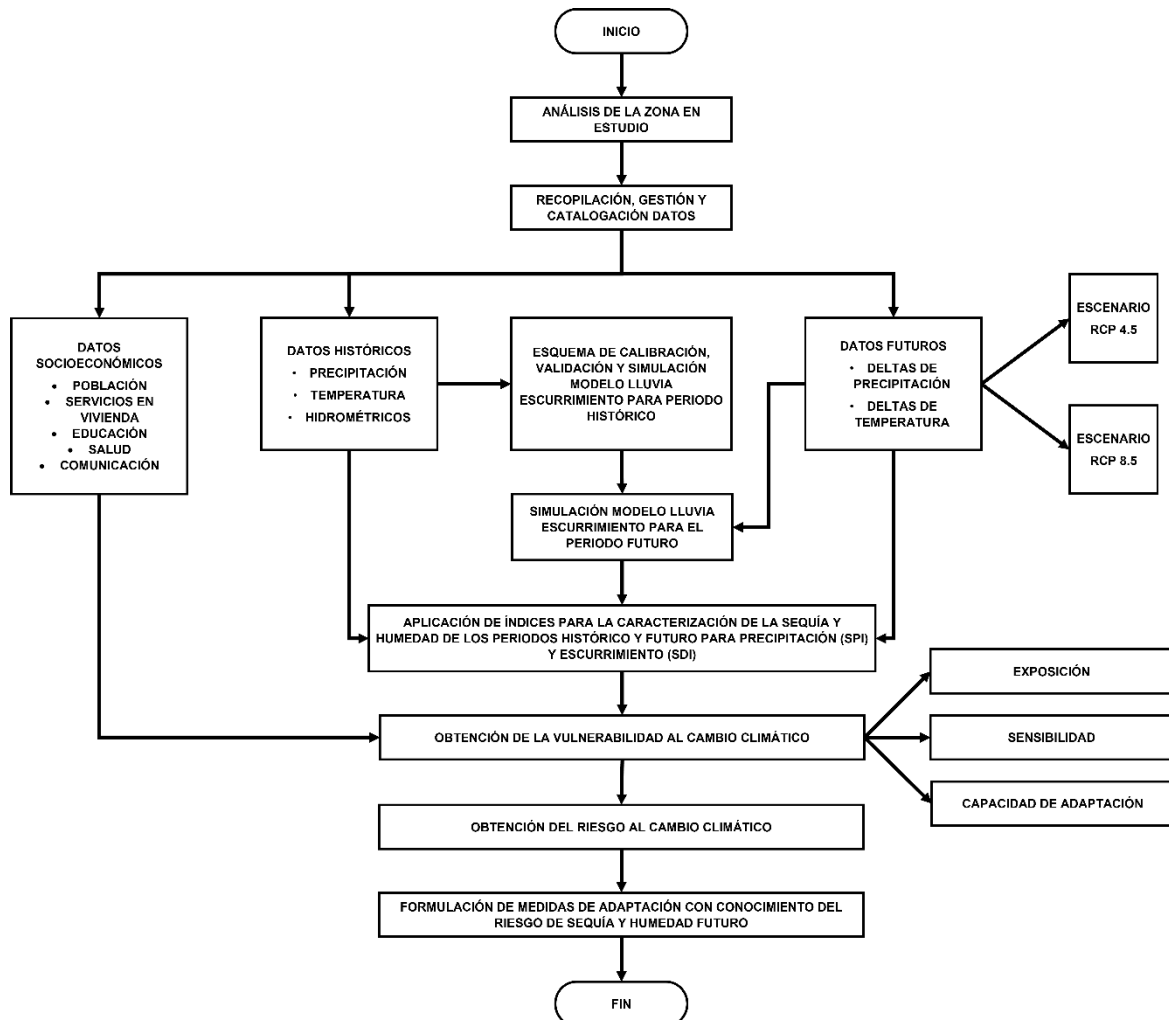 INICIO
ANÁLISIS DE LA ZONA EN
ESTUDIO
RECOPILACIÓN, GESTIÓN Y
CATALOGACIÓN DATOS
DATOS
SOCIOECONÓMICOS
• POBLACIÓN
• SERVICIOS EN
VIVIENDA
• EDUCACIÓN
• SALUD
• COMUNICACIÓN
DATOS HISTÓRICOS
• PRECIPITACIÓN
• TEMPERATURA
• HIDROMÉTRICOS
ESQUEMA DE CALIBRACIÓN,
VALIDACIÓN Y SIMULACIÓN
MODELO LLUVIA
ESCURRIMIENTO PARA PERIODO
HISTÓRICO
DATOS FUTUROS
• DELTAS DE
PRECIPITACIÓN
• DELTAS DE
TEMPERATURA
ESCENARIO
RCP 4.5
ESCENARIO
RCP 8.5
SIMULACIÓN MODELO LLUVIA
ESCURRIMIENTO PARA EL
PERIODO FUTURO
APLICACIÓN DE ÍNDICES PARA LA CARACTERIZACIÓN DE LA SEQUÍA Y
HUMEDAD DE LOS PERIODOS HISTÓRICO Y FUTURO PARA PRECIPITACIÓN (SPI)
Y ESCURRIMIENTO (SDI)
OBTENCIÓN DE LA VULNERABILIDAD AL CAMBIO CLIMÁTICO
EXPOSICIÓN
SENSIBILIDAD
CAPACIDAD DE ADAPTACIÓN
OBTENCIÓN DEL RIESGO AL CAMBIO CLIMÁTICO
FORMULACIÓN DE MEDIDAS DE ADAPTACIÓN CON CONOCIMIENTO DEL
RIESGO DE SEQUÍA Y HUMEDAD FUTURO
FIN